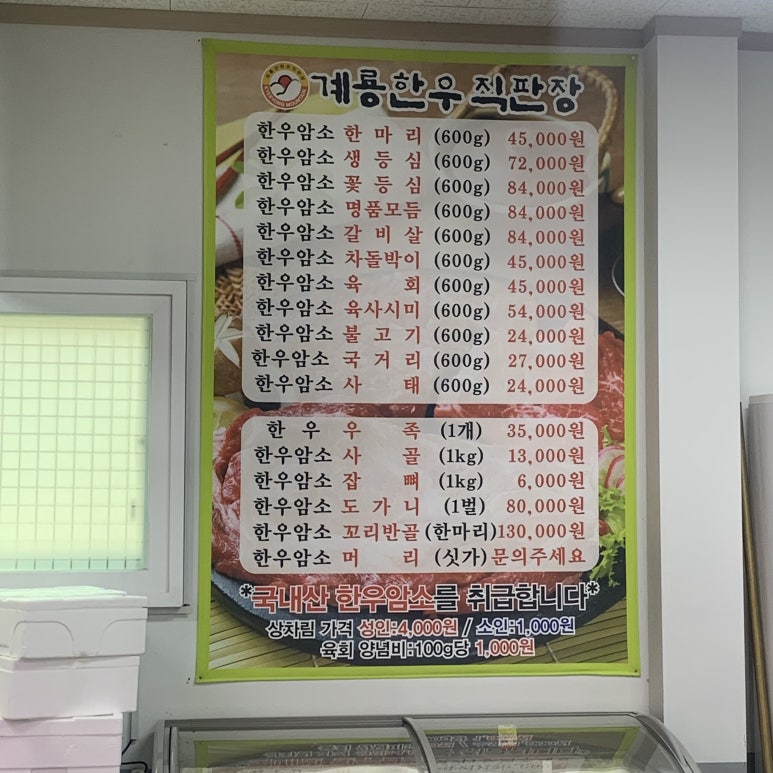 계룡한우 직판장
한우암소 한 마 리 (600g) 45,000원
한우암소 생 등 심 (600g) 72,000원
한우암소 꽃 등 심 (600g) 84,000원
한우암소 명품모듬 (600g) 84,000원
한우암소 갈 비 살 (600g) 84,000원
한우암소 차돌박이 (600g) 45,000원
한우암소 육 회 (600g) 45,000원
한우암소 육사시미 (600g) 54,000원
한우암소 불 고 기 (600g) 24,000원
한우암소 국 거 리 (600g) 27,000원
한우암소 사 태 (600g) 24,000원
한 우 우 족 (1개) 35,000원
한우암소 사 골 (1kg) 13,000원
한우암소 잡 뼈 (1kg) 6,000원
한우암소 도 가 니 (1벌) 80,000원
한우암소 꼬리반골 (한마리) 130,000원
한우암소 머 리 (싯가) 문의주세요
*국내산 한우암소를 취급합니다*
상차림 가격 성인:4,000원 / 소인:1,000원
육회 양념비:100g당 1,000원